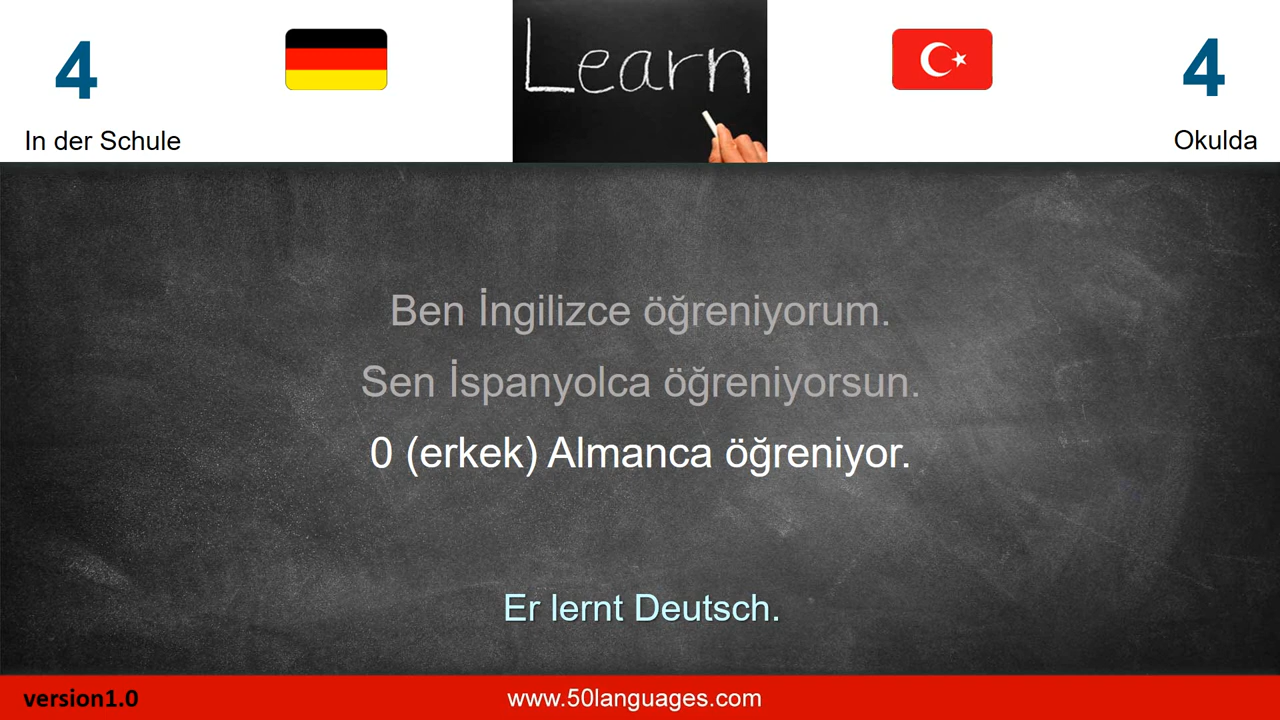 4
In der Schule
Learn
4
Okulda
Ben İngilizce öğreniyorum.
Sen İspanyolca öğreniyorsun.
0 (erkek) Almanca öğreniyor.
Er lernt Deutsch.
version1.0
www.50languages.com